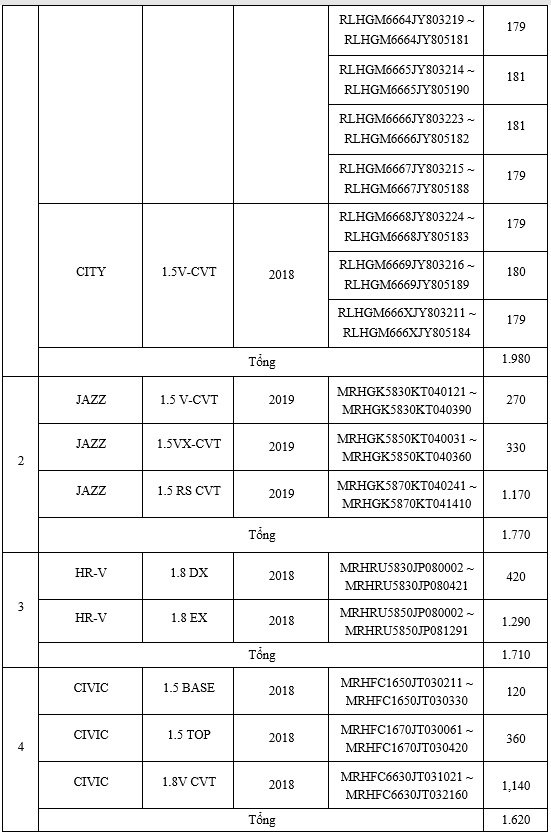 RLHGM6664JY803219 ~
RLHGM6664JY805181
179
RLHGM6665JY803214 ~
RLHGM6665JY805190
181
RLHGM6666JY803223 ~
RLHGM6666JY805182
181
RLHGM6667JY803215 ~
RLHGM6667JY805188
179
CITY
1.5V-CVT
2018
RLHGM6668JY803224 ~
RLHGM6668JY805183
179
RLHGM6669JY803216 ~
RLHGM6669JY805189
180
RLHGM666XJY803211 ~
RLHGM666XJY805184
179
Tổng
1.980
2
JAZZ
1.5 V-CVT
2019
MRHGK5830KT040121 ~
MRHGK5830KT040390
270
JAZZ
1.5VX-CVT
2019
MRHGK5850KT040031 ~
MRHGK5850KT040360
330
JAZZ
1.5 RS CVT
2019
MRHGK5870KT040241 ~
MRHGK5870KT041410
1.170
Tổng
1.770
3
HR-V
1.8 DX
2018
MRHRU5830JP080002 ~
MRHRU5830JP080421
420
HR-V
1.8 EX
2018
MRHRU5850JP080002 ~
MRHRU5850JP081291
1.290
Tổng
1.710
4
CIVIC
1.5 BASE
2018
MRHFC1650JT030211 ~
MRHFC1650JT030330
120
CIVIC
1.5 TOP
2018
MRHFC1670JT030061 ~
MRHFC1670JT030420
360
CIVIC
1.8V CVT
2018
MRHFC6630JT031021 ~
MRHFC6630JT032160
1,140
Tổng
1.620